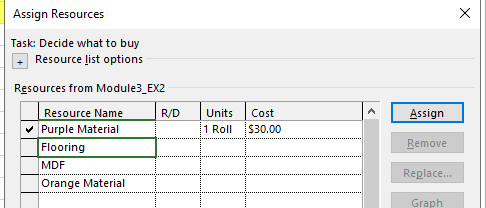 Assign Resources
Task: Decide what to buy
+ Resource list options
Resources from Module3_EX2
Resource Name R/D Units Cost
Purple Material 1 Roll $30.00
Flooring
MDF
Orange Material
Assign
Remove
Replace...
Graph